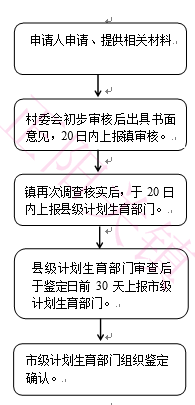 申请人申请、提供相关材料
村委会初步审核后出具书面
意见，20日内上报镇审核。
镇再次调查核实后，于 20日
内上报县级计划生育部门。
县级计划生育部门审查后
于鉴定日前 30 天上报市级
计划生育部门。
市级计划生育部门组织鉴定
确认。